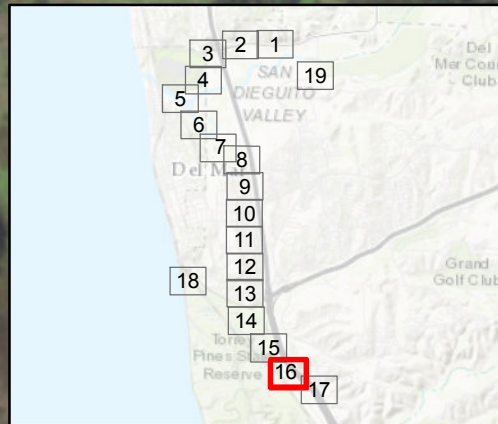 2 1
3
Del
Mar Coun
Club
4
SAN
DIEGUITO
VALLEY
19
5
6
7
Del Mar
8
9
10
11
12
Grand
Golf Club
18
13
14
Torre
Pines Sta
Reserve
15
16
17